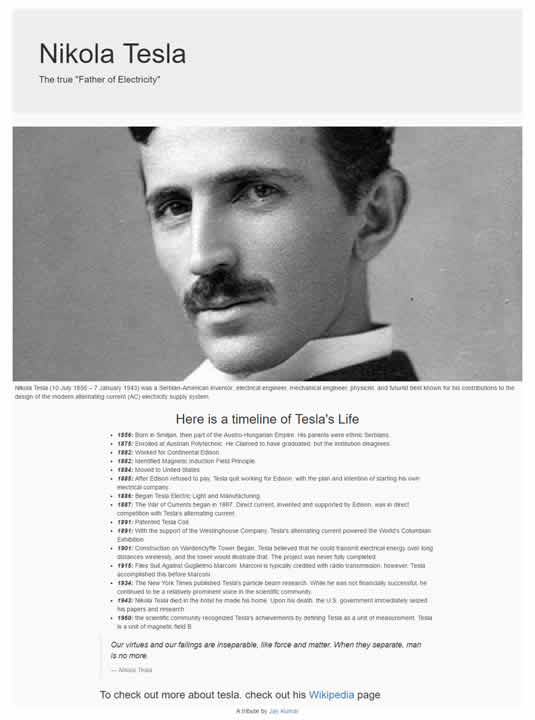 Nikola Tesla
The true "Father of Electricity"
Nikola Tesla (10 July 1856 – 7 January 1943) was a Serbian-American inventor, electrical engineer, mechanical engineer, physicist, and futurist best known for his contributions to the
design of the modern alternating current (AC) electricity supply system.
Here is a timeline of Tesla's Life
1856: Born in Smiljan, then part of the Austro-Hungarian Empire. His parents were ethnic Serbians.
1875: Enrolled at Austrian Polytechnic. He Claimed to have graduated, but the institution disagrees.
1882: Worked for Continental Edison.
1882: Identified Magnetic Induction Field Principle.
1884: Moved to United States
1885: After Edison refused to pay, Tesla quit working for Edison, with the plan and intention of starting his own
electrical company.
1886: Began Tesla Electric Light and Manufacturing.
1887: The War of Currents began in 1887. Direct current, invented and supported by Edison, was in direct
competition with Tesla's alternated current.
1891: Patented Tesla Coil
1891: With the support of the Westinghouse Company, Tesla's alternating current powered the World's Columbian
Exhibition
1901: Construction on Wardenclyffe Tower Began. Tesla believed that he could transmit electrical energy over long
distances wirelessly, and the tower would illustrate that. The project was never fully completed.
1915: Files Suit Against Guglielmo Marconi. Marconi is typically credited with radio transmission, however, Tesla
accomplished this before Marconi.
1934: The New York Times published Tesla's particle beam research. While he was not financially successful, he
continued to be a relatively prominent voice in the scientific community.
1943: Nikola Tesla died in the hotel he made his home. Upon his death, the U.S. government immediately seized
his papers and research
1960: the scientific community recognized Tesla's achievements by defining Tesla as a unit of measurement. Tesla
is a unit of magnetic field B.
Our virtues and our failings are inseparable, like force and matter. When they separate, man
is no more.
— Nikola Tesla
To check out more about tesla. check out his Wikipedia page
A tribute by Jay Kumar